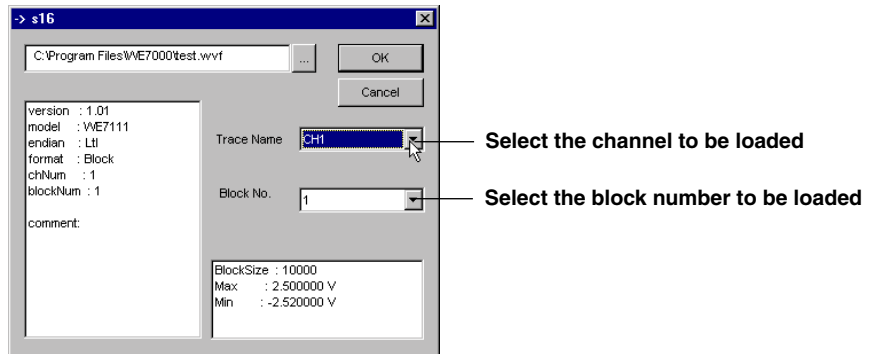 -> s16
C:\Program Files\WE7000\test.wvf
...
OK
Cancel
version : 1.01
model : WE7111
endian : Ltl
format : Block
chNum : 1
blockNum : 1
comment:
Trace Name
CH1
Select the channel to be loaded
Block No.
1
Select the block number to be loaded
BlockSize : 10000
Max : 2.500000 V
Min : -2.520000 V